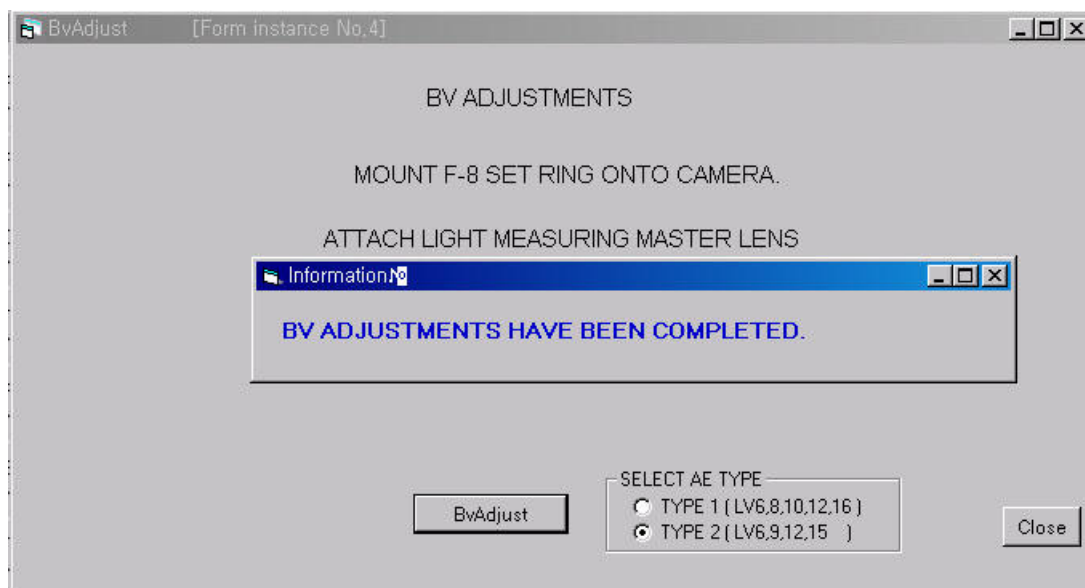 BvAdjust [Form instance No,4]
BV ADJUSTMENTS
MOUNT F-8 SET RING ONTO CAMERA.
ATTACH LIGHT MEASURING MASTER LENS
Information No
BV ADJUSTMENTS HAVE BEEN COMPLETED.
SELECT AE TYPE
TYPE 1 ( LV6,8,10,12,16 )
BvAdjust
TYPE 2 ( LV6,9,12,15 )
Close